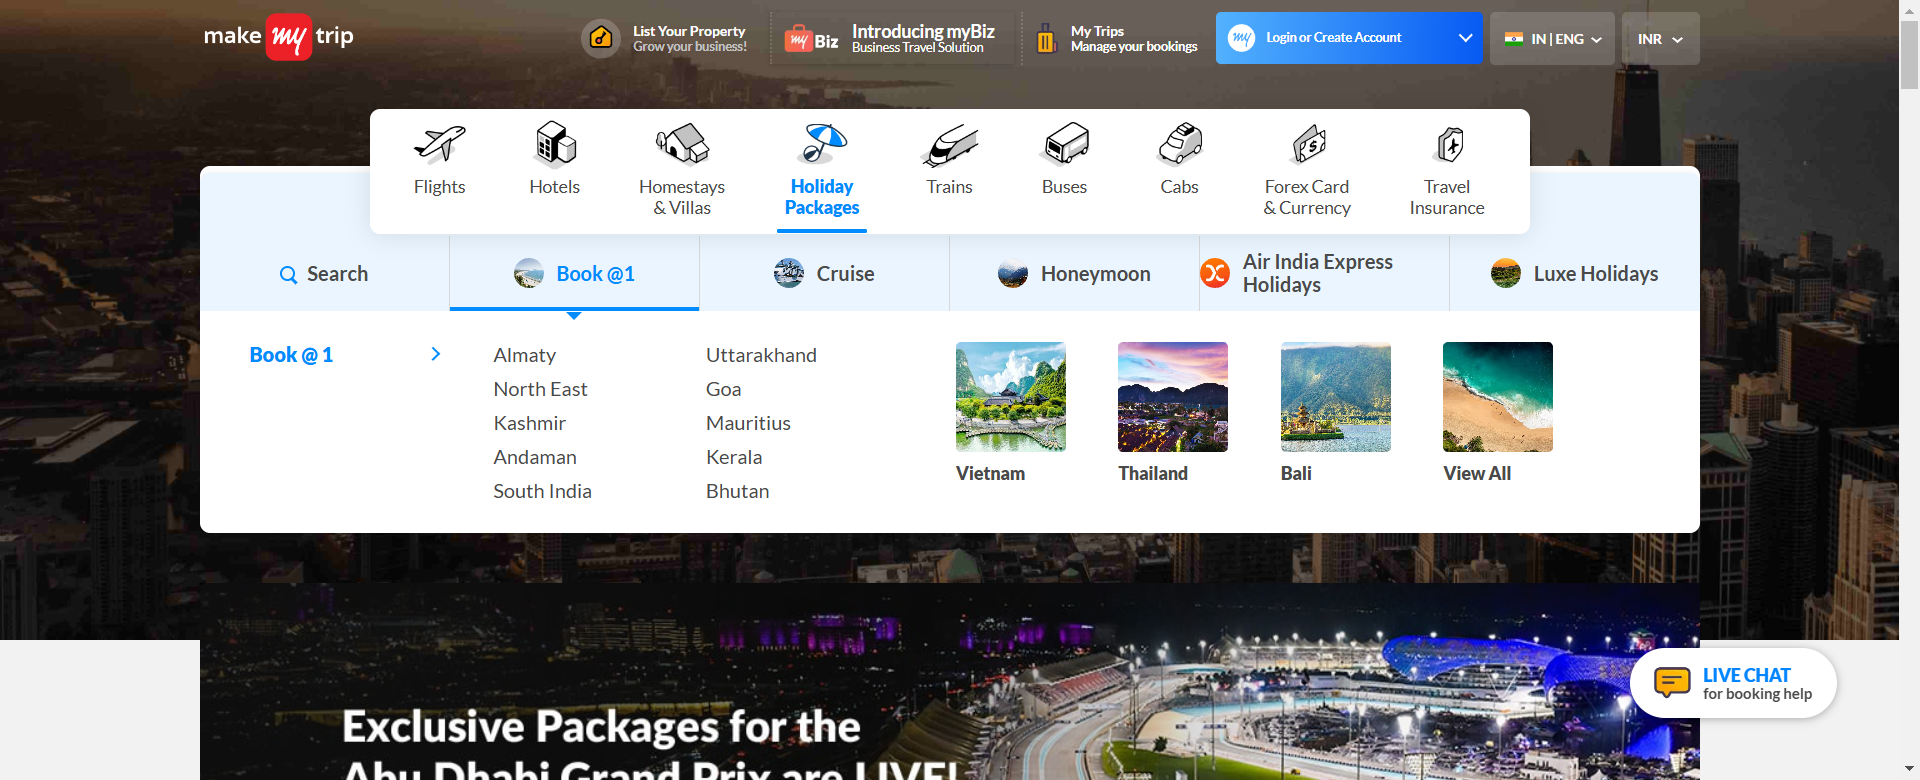 make my trip
List Your Property
Grow your business!
my Biz
Introducing myBiz
Business Travel Solution
My Trips
Manage your bookings
my
Login or Create Account
IN | ENG
INR
Flights
Hotels
Homestays
& Villas
Holiday
Packages
Trains
Buses
Cabs
Forex Card
& Currency
Travel
Insurance
Search
Book @1
Cruise
Honeymoon
Air India Express
Holidays
Luxe Holidays
Book @ 1
Almaty
North East
Kashmir
Andaman
South India
Uttarakhand
Goa
Mauritius
Kerala
Bhutan
Vietnam
Thailand
Bali
View All
LIVE CHAT
for booking help
Exclusive Packages for the
Abu Dhabi Grand Prix are LIVE!